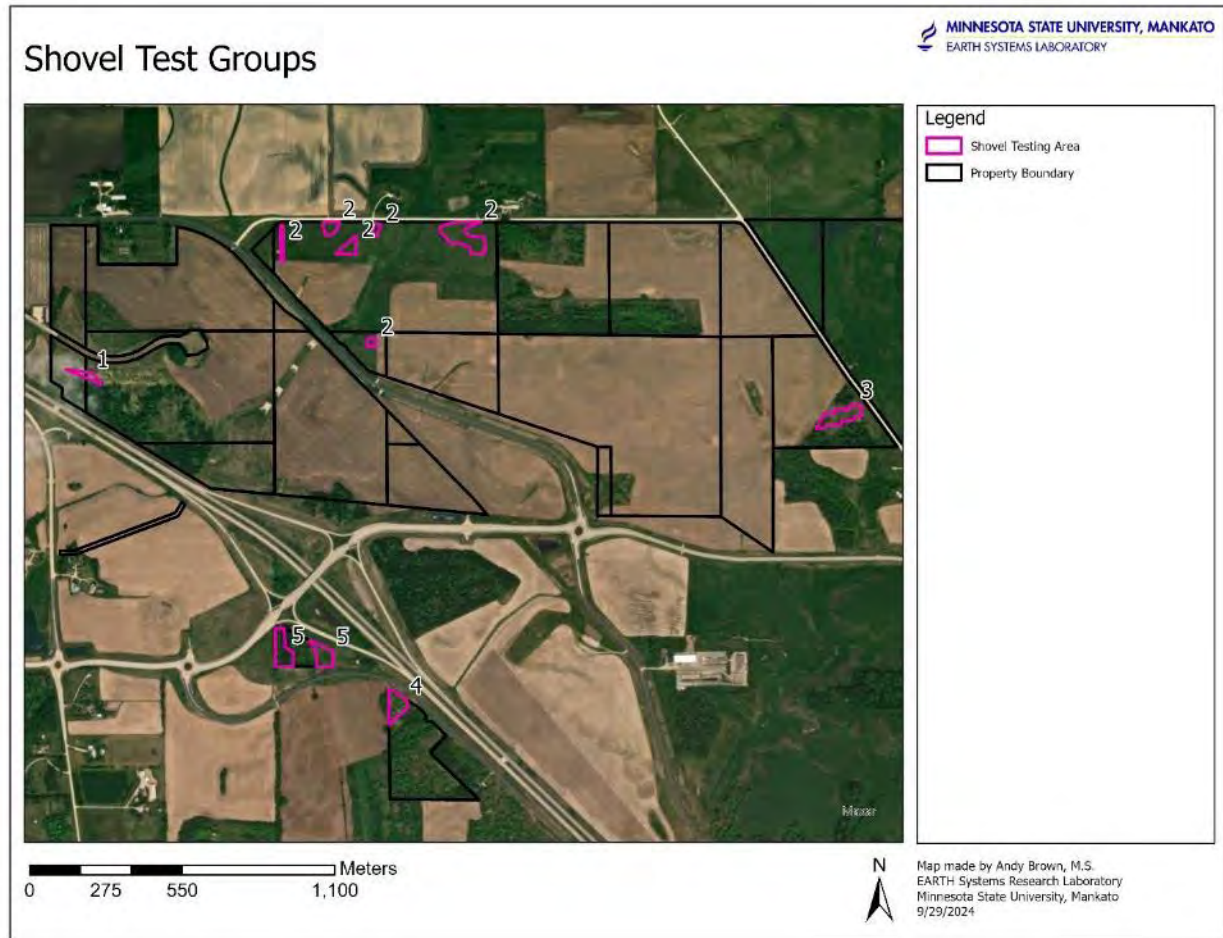 MINNESOTA STATE UNIVERSITY, MANKATO
EARTH SYSTEMS LABORATORY
Shovel Test Groups
Legend
Shovel Testing Area
Property Boundary
2
2
2
2
2
2
1
3
5
5
4
Maxar
Meters
0 275 550 1,100
N
Map made by Andy Brown, M.S.
EARTH Systems Research Laboratory
Minnesota State University, Mankato
9/29/2024